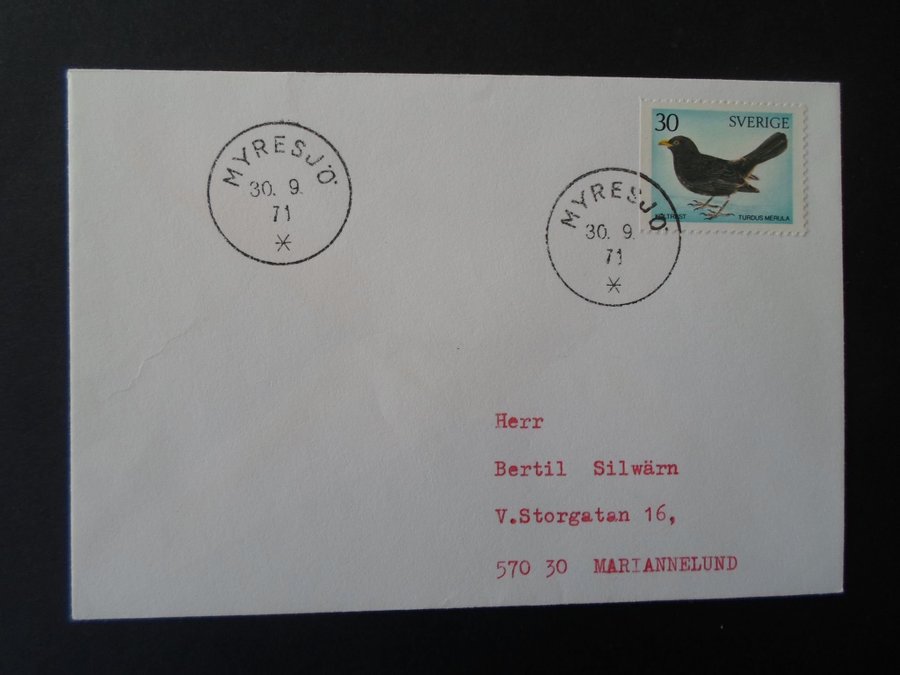 MYRESJÖ
30. 9.
71
30 SVERIGE
KOLTRAST TURDUS MERULA
MYRESJÖ
30. 9.
71
Herr
Bertil Silwärn
V.Storgatan 16,
570 30 MARIANNELUND